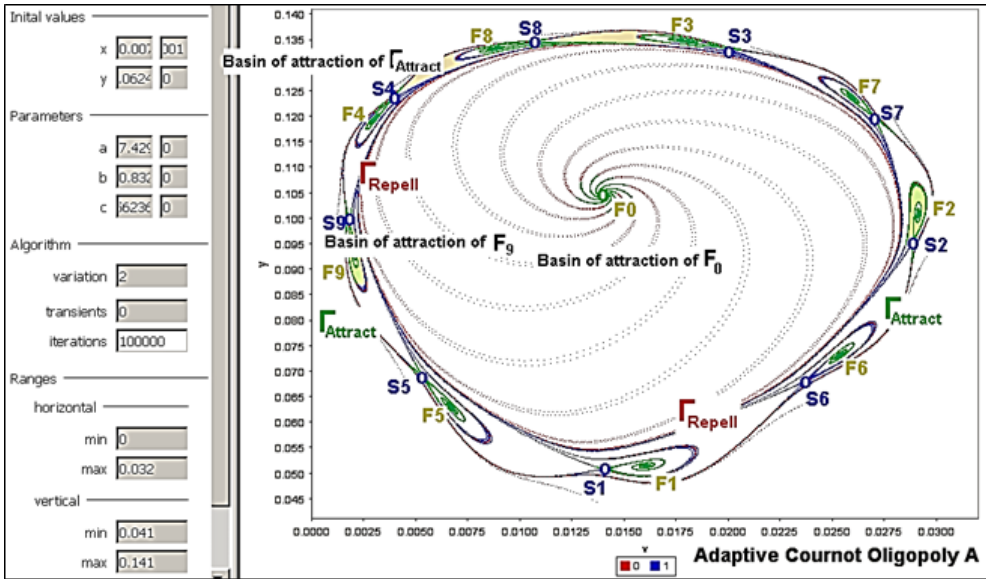 Inital values
x 0.007 001
y .0624 0
Parameters
a 7.429 0
b 0.832 0
c 0
Algorithm
variation 2
transients 0
iterations 100000
Ranges
horizontal
min 0
max 0.032
vertical
min 0.041
max 0.141
0.140
0.135
0.130
0.125
0.120
0.115
0.110
0.105
0.100
0.095
0.090
0.085
0.080
0.075
0.070
0.065
0.060
0.055
0.050
0.045
y
F8 S8 F3 S3
Basin of attraction of ΓAttract
S4 F4
F7 S7
ΓRepell
F0
F2
S9
Basin of attraction of F9
S2
Basin of attraction of F0
F9
ΓAttract
ΓAttract
F6
S5
S6
F5
ΓRepell
S1 F1
0.0000 0.0025 0.0050 0.0075 0.0100 0.0125 0.0150 0.0175 0.0200 0.0225 0.0250 0.0275 0.0300
0 1
Adaptive Cournot Oligopoly A